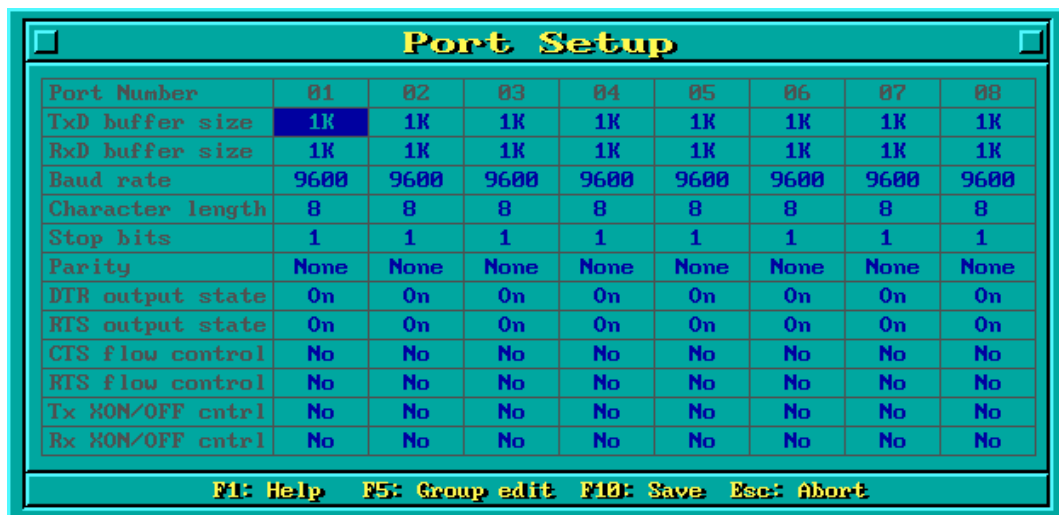 Port Setup
Port Number 01 02 03 04 05 06 07 08
TxD buffer size 1K 1K 1K 1K 1K 1K 1K 1K
RxD buffer size 1K 1K 1K 1K 1K 1K 1K 1K
Baud rate 9600 9600 9600 9600 9600 9600 9600 9600
Character length 8 8 8 8 8 8 8 8
Stop bits 1 1 1 1 1 1 1 1
Parity None None None None None None None None
DTR output state On On On On On On On On
RTS output state On On On On On On On On
CTS flow control No No No No No No No No
RTS flow control No No No No No No No No
Tx XON/OFF cntrl No No No No No No No No
Rx XON/OFF cntrl No No No No No No No No
F1: Help F5: Group edit F10: Save Esc: Abort